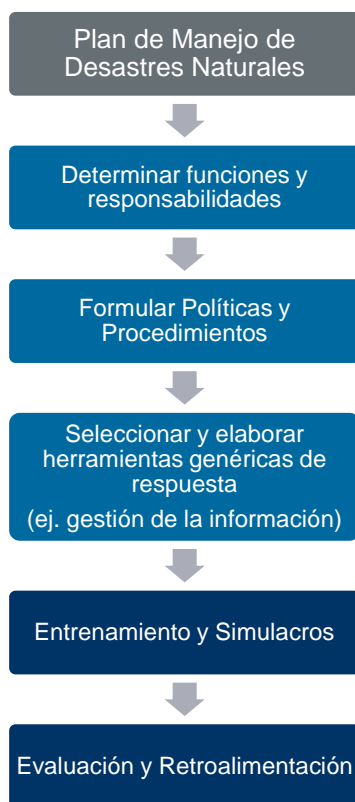 Plan de Manejo de
Desastres Naturales
Determinar funciones y
responsabilidades
Formular Políticas y
Procedimientos
Seleccionar y elaborar
herramientas genéricas de
respuesta
(ej. gestión de la información)
Entrenamiento y Simulacros
Evaluación y Retroalimentación